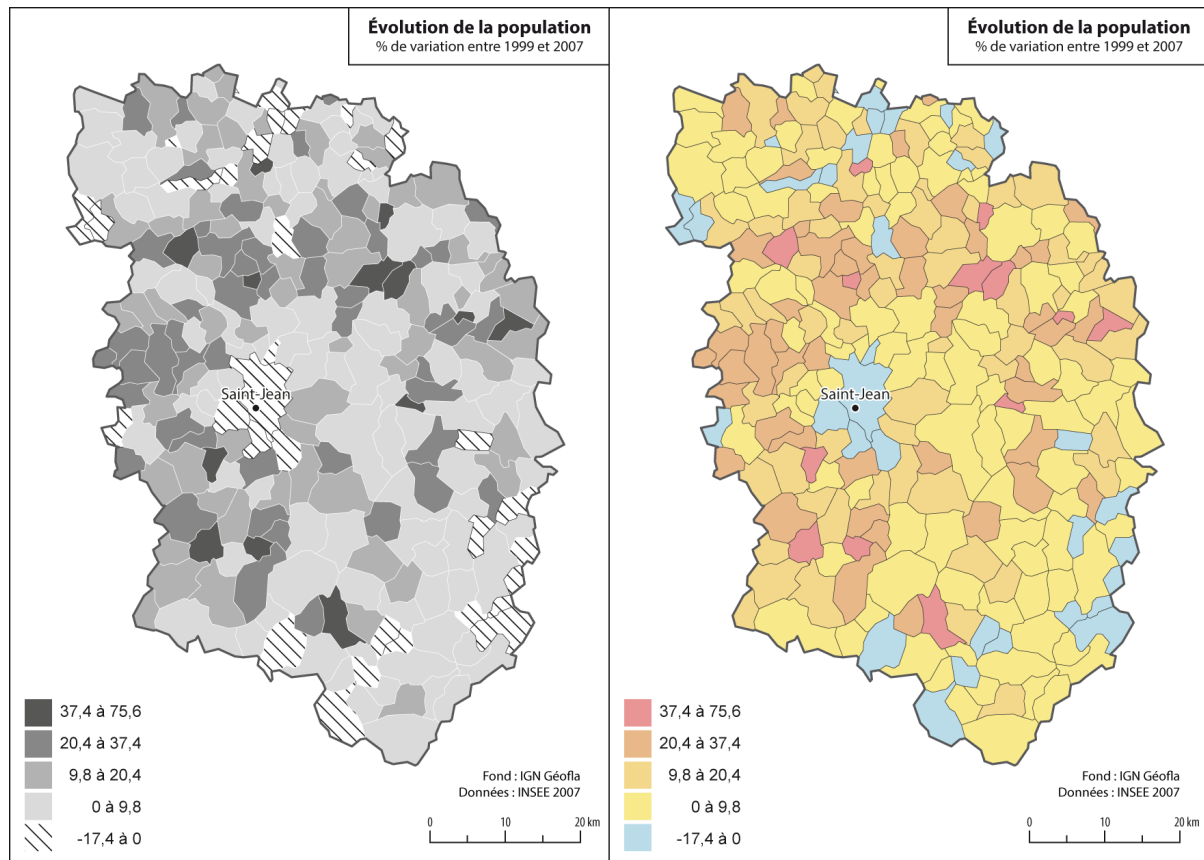 Évolution de la population
% de variation entre 1999 et 2007
Saint-Jean
37,4 à 75,6
20,4 à 37,4
9,8 à 20,4
0 à 9,8
-17,4 à 0
Fond : IGN Géofla
Données : INSEE 2007
0 10 20 km
Évolution de la population
% de variation entre 1999 et 2007
Saint-Jean
37,4 à 75,6
20,4 à 37,4
9,8 à 20,4
0 à 9,8
-17,4 à 0
Fond : IGN Géofla
Données : INSEE 2007
0 10 20 km